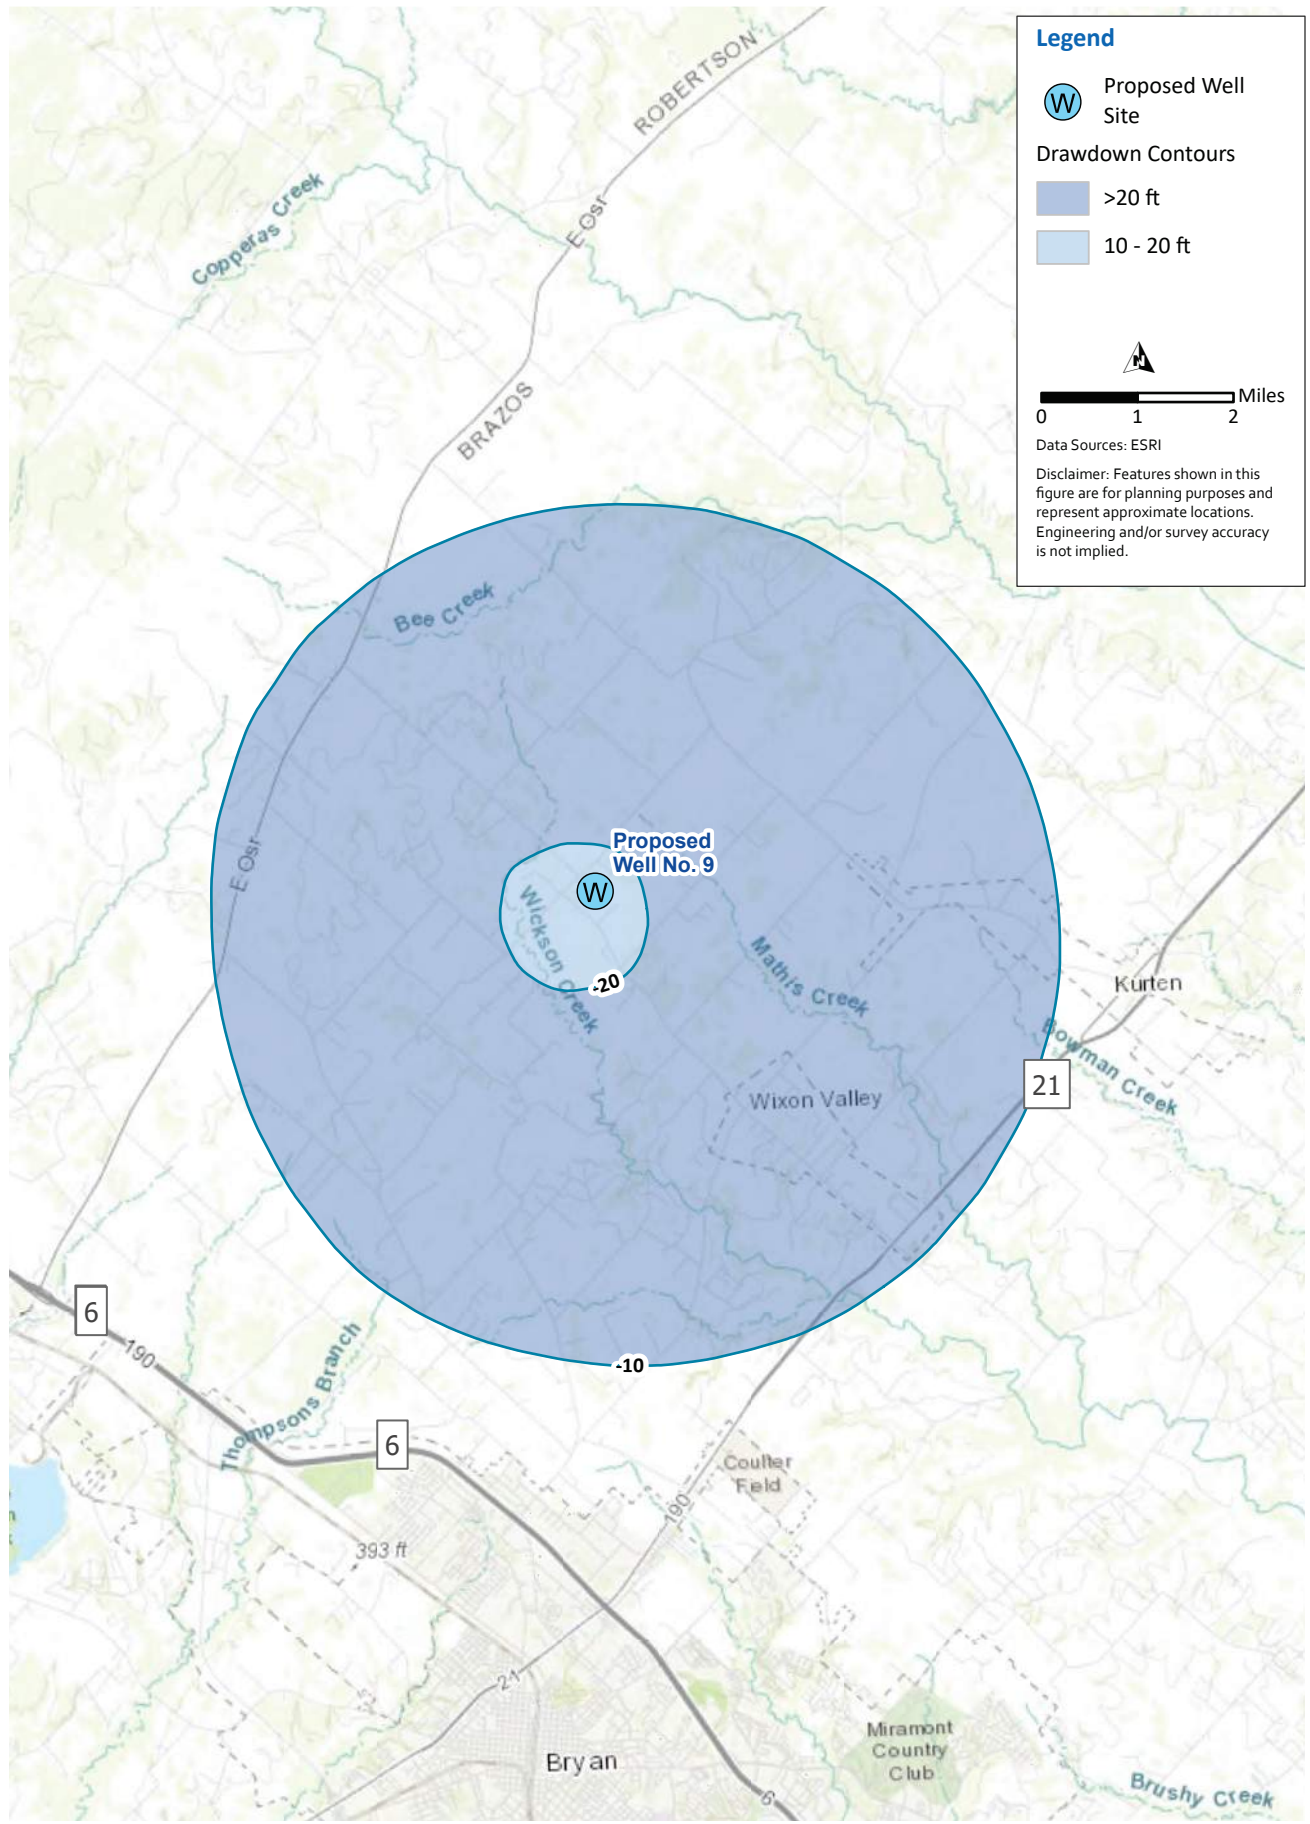 Legend
W
Proposed Well
Site
Drawdown Contours
>20 ft
10 - 20 ft
N
Miles
0 1 2
Data Sources: ESRI
Disclaimer: Features shown in this
figure are for planning purposes and
represent approximate locations.
Engineering and/or survey accuracy
is not implied.
ROBERTSON
Copperas Creek
E Osr
BRAZOS
Bee Creek
Proposed
Well No. 9
W
E Osr
Wickson Creek
-20
Mathis Creek
Kurten
Bowman Creek
21
Wixon Valley
6
190
-10
Thompsons Branch
6
Coulter
Field
190
393 ft
21
Miramont
Country
Club
Bryan
6
Brushy Creek